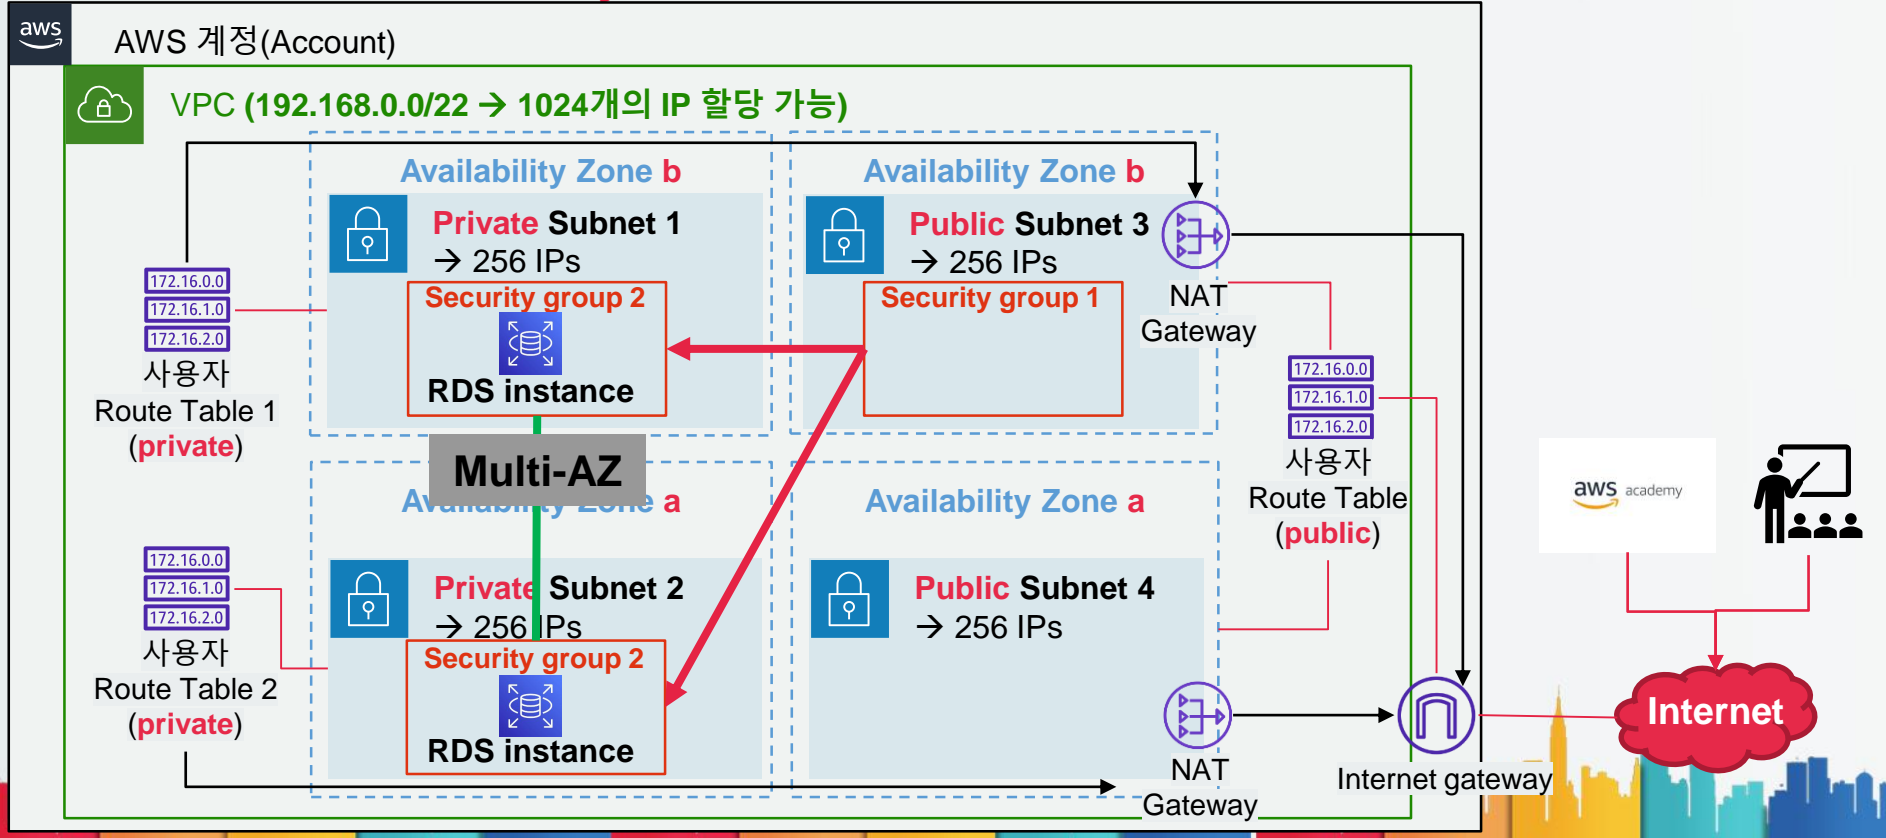 aws
AWS 계정(Account)
VPC (192.168.0.0/22 → 1024개의 IP 할당 가능)
Availability Zone b
Private Subnet 1
→ 256 IPs
Security group 2
RDS instance
Availability Zone b
Public Subnet 3
→ 256 IPs
Security group 1
NAT
Gateway
172.16.0.0
172.16.1.0
172.16.2.0
사용자
Route Table 1
(private)
172.16.0.0
172.16.1.0
172.16.2.0
사용자
Route Table
(public)
Multi-AZ
Availability Zone a
Private Subnet 2
→ 256 IPs
Security group 2
RDS instance
Availability Zone a
Public Subnet 4
→ 256 IPs
NAT
Gateway
172.16.0.0
172.16.1.0
172.16.2.0
사용자
Route Table 2
(private)
Internet gateway
aws academy
Internet